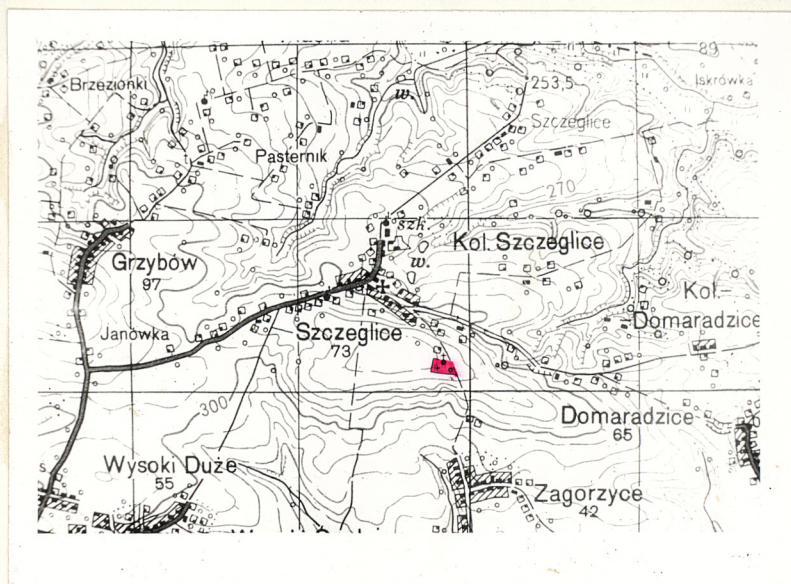 89
Brzezionki
w.
253,5
Iskrówka
Szczeglice
Pasternik
270
szk
Kol. Szczeglice
Grzybów
97
w.
Kol.-
Domaradzice
Janówka
Szczeglice
73
300
Domaradzice
65
Wysoki Duże
55
Zagorzyce
42